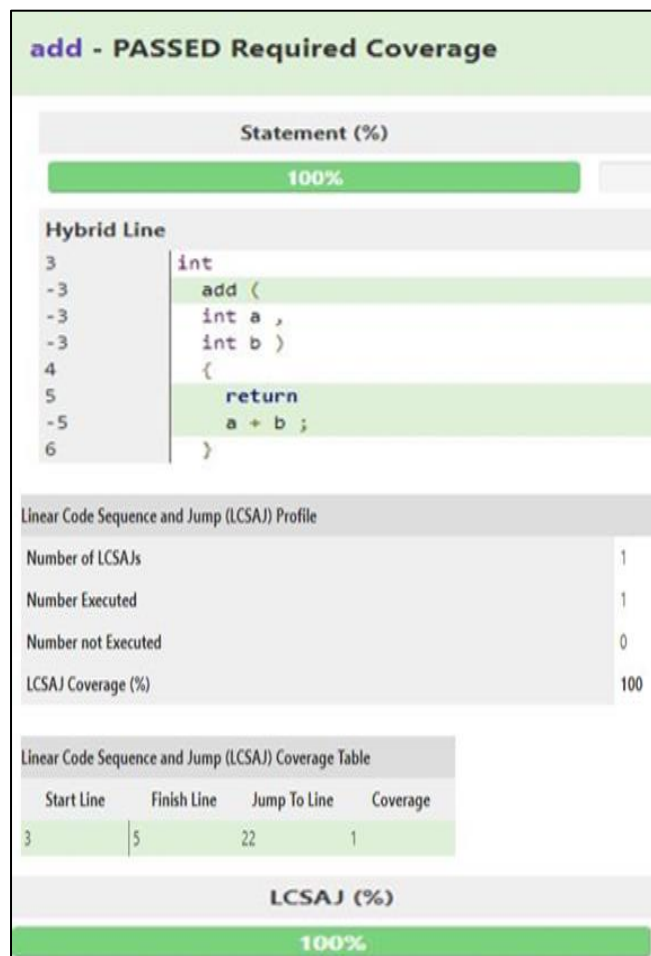 add - PASSED Required Coverage
Statement (%)
100%
Hybrid Line
3 int
-3 add (
-3 int a ,
-3 int b )
4 {
5 return
-5 a + b ;
6 }
Linear Code Sequence and Jump (LCSAJ) Profile
Number of LCSAJs 1
Number Executed 1
Number not Executed 0
LCSAJ Coverage (%) 100
Linear Code Sequence and Jump (LCSAJ) Coverage Table
Start Line Finish Line Jump To Line Coverage
3 5 22 1
LCSAJ (%)
100%